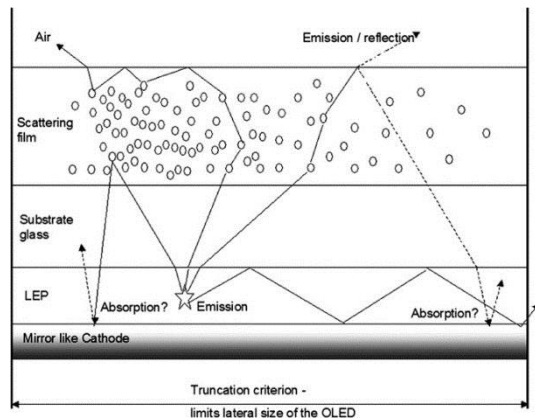 Air
Emission / reflection
Scattering
film
Substrate
glass
LEP
Absorption?
Emission
Absorption?
Mirror like Cathode
Truncation criterion -
limits lateral size of the OLED